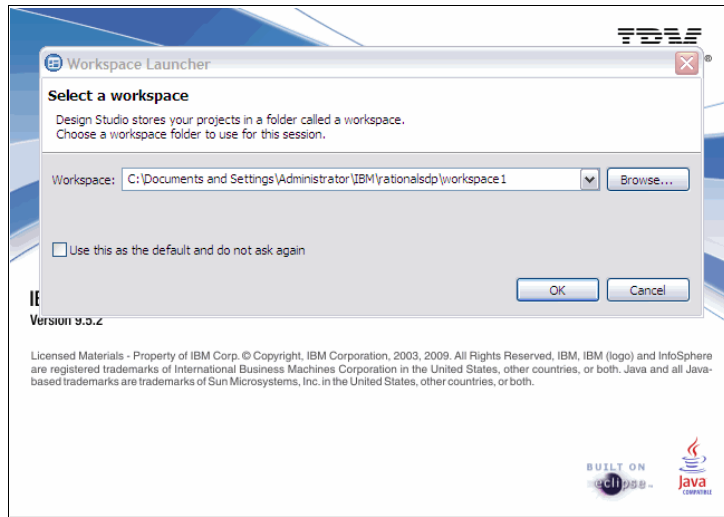 IBM
®
Workspace Launcher
Select a workspace
Design Studio stores your projects in a folder called a workspace.
Choose a workspace folder to use for this session.
Workspace: C:\Documents and Settings\Administrator\IBM\rationalsdp\workspace1 Browse...
Use this as the default and do not ask again
OK Cancel
Version 9.5.2
Licensed Materials - Property of IBM Corp. © Copyright, IBM Corporation, 2003, 2009. All Rights Reserved, IBM, IBM (logo) and InfoSphere
are registered trademarks of International Business Machines Corporation in the United States, other countries, or both. Java and all Java-
based trademarks are trademarks of Sun Microsystems, Inc. in the United States, other countries, or both.
BUILT ON
eclipse
Java
COMPATIBLE